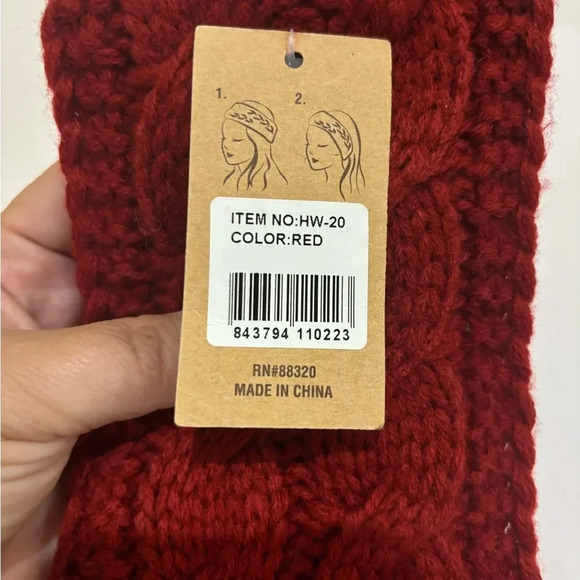 1.
2.
ITEM NO:HW-20
COLOR:RED
843794 110223
RN#88320
MADE IN CHINA